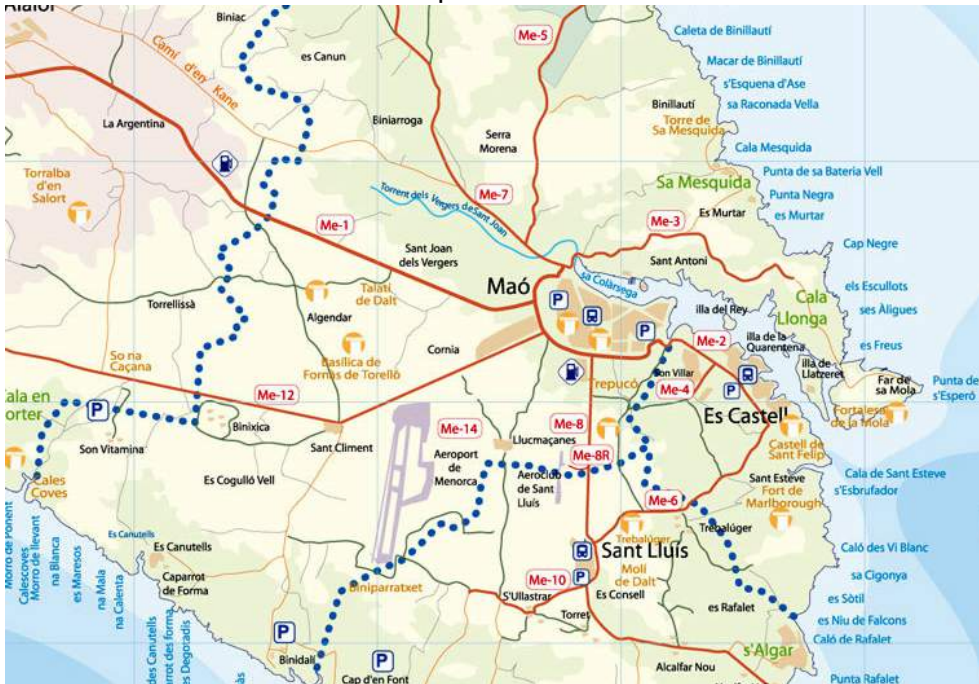 Alaior
Biniac
es Canun
Camí d'en Kane
La Argentina
Biniarroga
Me-5
Serra
Morena
Caleta de Binillautí
Macar de Binillautí
s'Esquena d'Ase
sa Raconada Vella
Binillautí
Torre de
Sa Mesquida
Cala Mesquida
Punta de sa Bateria Vell
Sa Mesquida
Punta Negra
es Murtar
Es Murtar
Torralba
d'en
Salort
Torrent dels Vergers de Sant Joan
Me-7
Me-1
Me-3
Cap Negre
Sant Joan
dels Vergers
Sant Antoni
Maó
P
sa Colàrsega
illa del Rey
Cala
Llonga
els Escullots
ses Àligues
es Freus
Torrellissà
Talatí
de Dalt
Algendar
Basílica de
Fornas de Torelló
Cornia
P
Me-2
illa de la
Quarentena
illa de
Llatzeret
Far de
sa Mola
Punta de
s'Esperó
Fortalesa
de la Mola
So na
Caçana
Me-12
Trepucó
Son Villar
Me-4
P
Es Castell
Castell de
Sant Felip
Cala en
Porter
P
Son Vitamina
Binixica
Sant Climent
Me-14
Me-8
Me-8R
Llucmaçanes
Aeroport
de
Menorca
Aeroclub
de Sant
Lluís
Es Cogulló Vell
Cales
Coves
Sant Esteve
Fort de
Marlborough
Cala de Sant Esteve
s'Esbrufador
Me-6
Trebalúger
Trebalúger
Es Canutells
Es Canutells
Caparrot
de Forma
Biniparratxet
Sant Lluís
Molí
de Dalt
P
Me-10
S'Ullastrar
Es Consell
Torret
Caló des Vi Blanc
sa Cigonya
es Sòtil
es Niu de Falcons
Caló de Rafalet
es Rafalet
s'Algar
Punta Rafalet
Alcalfar Nou
P
Binidalí
P
Cap d'en Font
Morro de Ponent
Calescoves
Morro de llevant
na Blanca
es Maresos
na Mala
na Calenta
des Canutells